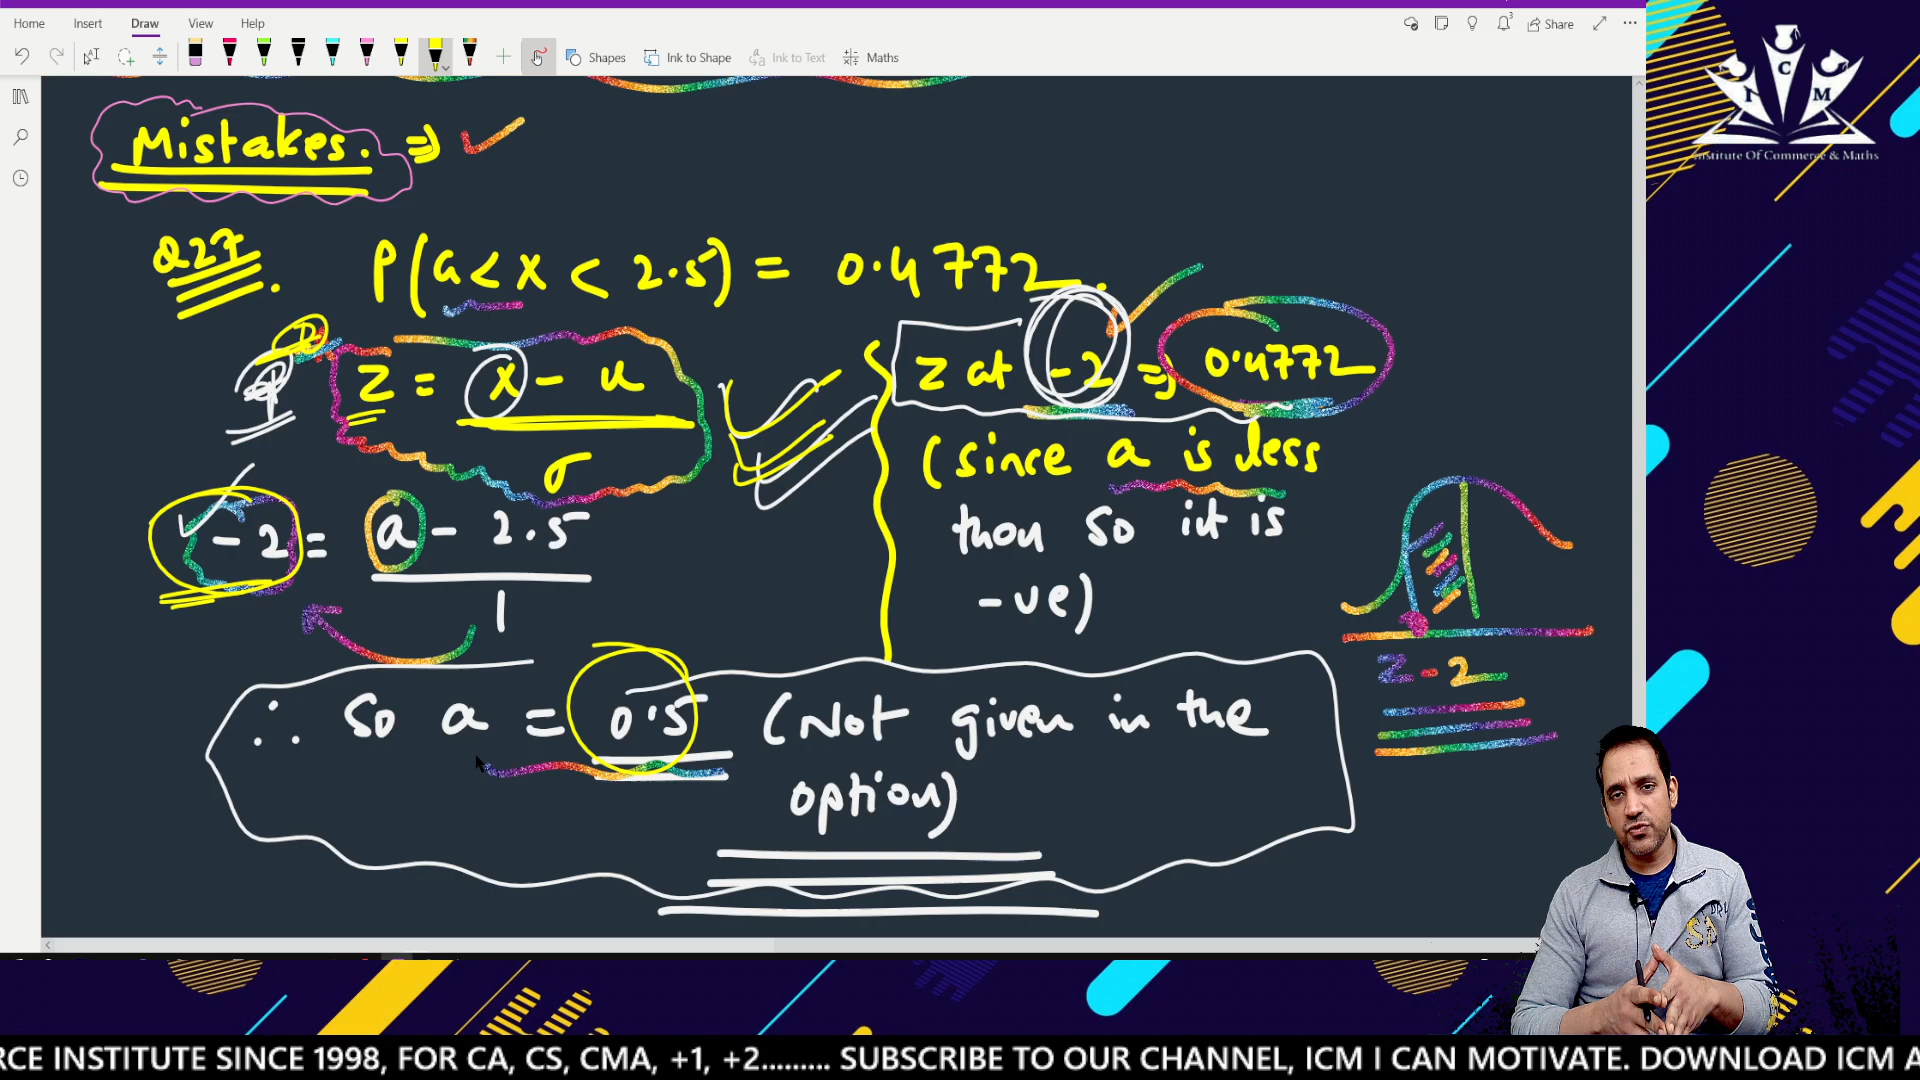 Home Insert Draw View Help
3 Share
Shapes Ink to Shape Ink to Text Maths
Mistakes. ⇒ ✓
Q27. P(a < x < 2.5) = 0.4772.
z = x - u
σ
z at -2 ⇒ 0.4772
(since a is less
than so it is
-ve)
-2 = a - 2.5
1
z - 2
∴ So a = 0.5 (Not given in the
option)
I C M
Institute Of Commerce & Maths
RCE INSTITUTE SINCE 1998, FOR CA, CS, CMA, +1, +2......... SUBSCRIBE TO OUR CHANNEL, ICM I CAN MOTIVATE. DOWNLOAD ICM A